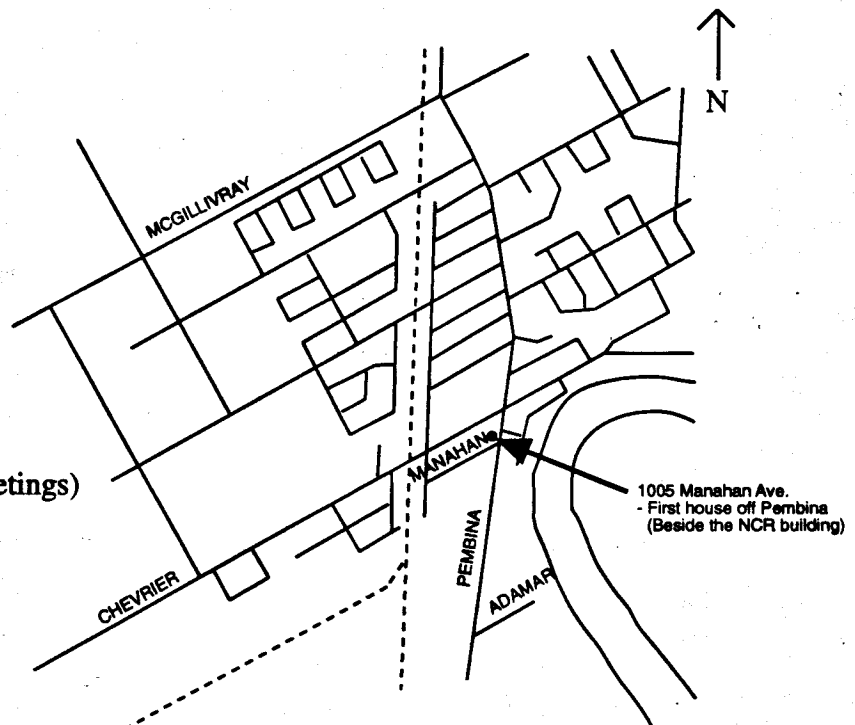 N
MCGILLIVRAY
etings)
MANAHAN
1005 Manahan Ave.
- First house off Pembina
(Beside the NCR building)
PEMBINA
CHEVRIER
ADAMAR